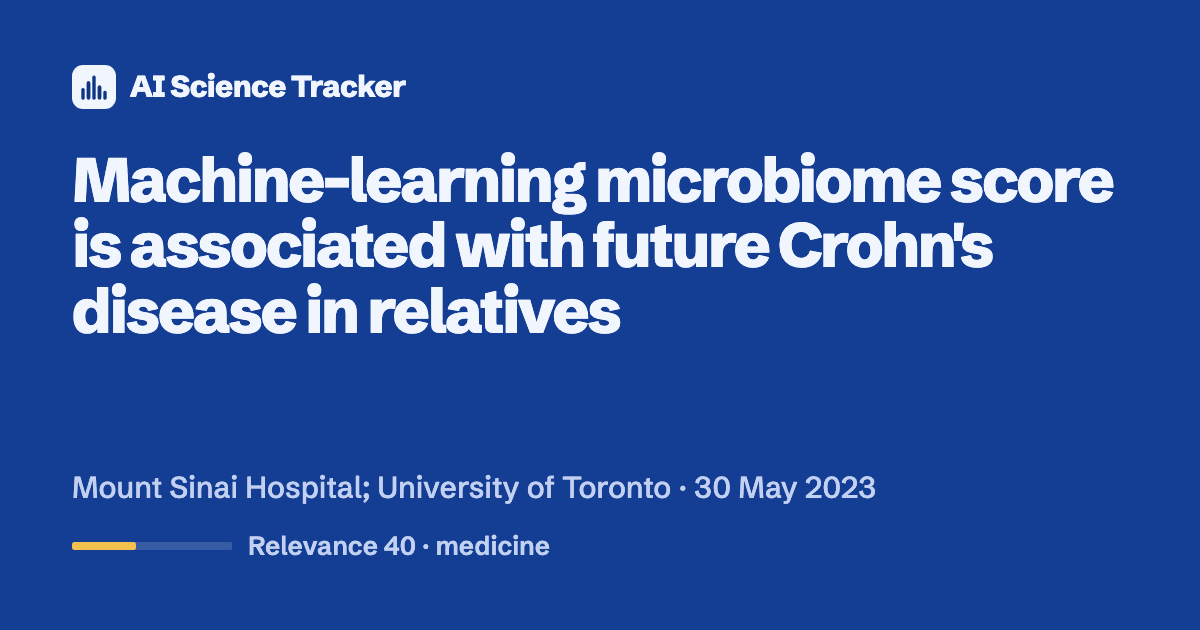 AI Science Tracker
Machine-learning microbiome score
is associated with future Crohn's
disease in relatives
Mount Sinai Hospital; University of Toronto · 30 May 2023
Relevance 40 · medicine